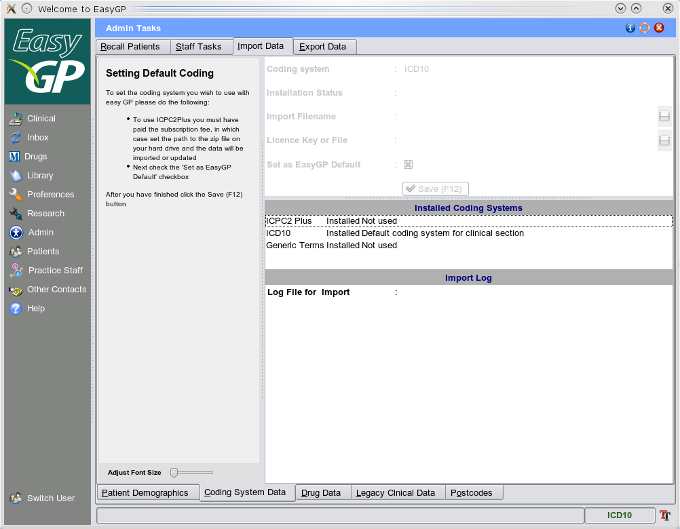 Welcome to EasyGP
Easy
GP
Admin Tasks
Recall Patients
Staff Tasks
Import Data
Export Data
Clinical
Inbox
Drugs
Library
Preferences
Research
Admin
Patients
Practice Staff
Other Contacts
Help
Switch User
Setting Default Coding
To set the coding system you wish to use with
easy GP please do the following:
• To use ICPC2Plus you must have
paid the subscription fee, in which
case set the path to the zip file on
your hard drive and the data will be
imported or updated
• Next check the 'Set as EasyGP
Default' checkbox
After you have finished click the Save (F12)
button
Adjust Font Size
Coding system : ICD10
Installation Status :
Import Filename :
Licence Key or File :
Set as EasyGP Default :
Save (F12)
Installed Coding Systems
ICPC2 Plus Installed Not used
ICD10 Installed Default coding system for clinical section
Generic Terms Installed Not used
Import Log
Log File for Import :
Patient Demographics
Coding System Data
Drug Data
Legacy Clnical Data
Postcodes
ICD10